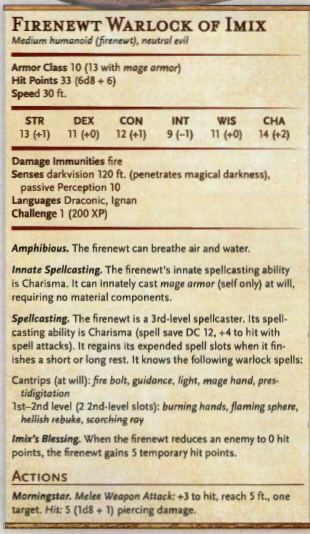 FIRENEWT WARLOCK OF IMIX
Medium humanoid (firenewt), neutral evil
Armor Class 10 (13 with mage armor)
Hit Points 33 (6d8 + 6)
Speed 30 ft.
STR DEX CON INT WIS CHA
13 (+1) 11 (+0) 12 (+1) 9 (−1) 11 (+0) 14 (+2)
Damage Immunities fire
Senses darkvision 120 ft. (penetrates magical darkness),
passive Perception 10
Languages Draconic, Ignan
Challenge 1 (200 XP)
Amphibious. The firenewt can breathe air and water.
Innate Spellcasting. The firenewt's innate spellcasting ability
is Charisma. It can innately cast mage armor (self only) at will,
requiring no material components.
Spellcasting. The firenewt is a 3rd-level spellcaster. Its spell-
casting ability is Charisma (spell save DC 12, +4 to hit with
spell attacks). It regains its expended spell slots when it fin-
ishes a short or long rest. It knows the following warlock spells:
Cantrips (at will): fire bolt, guidance, light, mage hand, pres-
tidigitation
1st–2nd level (2 2nd-level slots): burning hands, flaming sphere,
hellish rebuke, scorching ray
Imix's Blessing. When the firenewt reduces an enemy to 0 hit
points, the firenewt gains 5 temporary hit points.
ACTIONS
Morningstar. Melee Weapon Attack: +3 to hit, reach 5 ft., one
target. Hit: 5 (1d8 + 1) piercing damage.